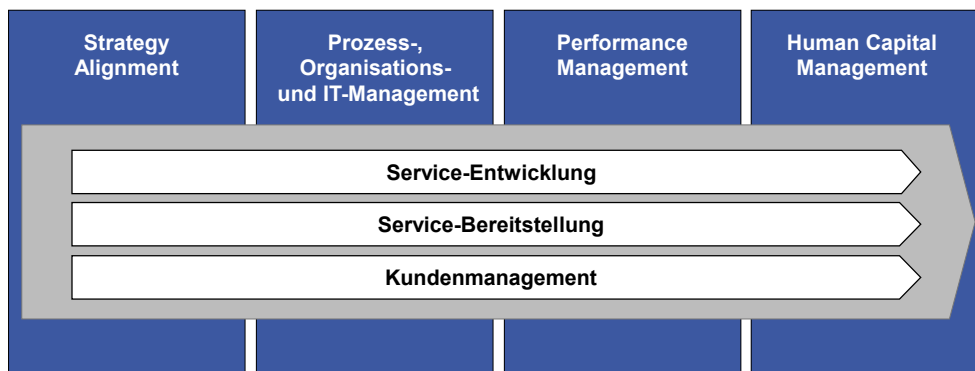 Strategy
Alignment
Prozess-,
Organisations-
und IT-Management
Performance
Management
Human Capital
Management
Service-Entwicklung
Service-Bereitstellung
Kundenmanagement